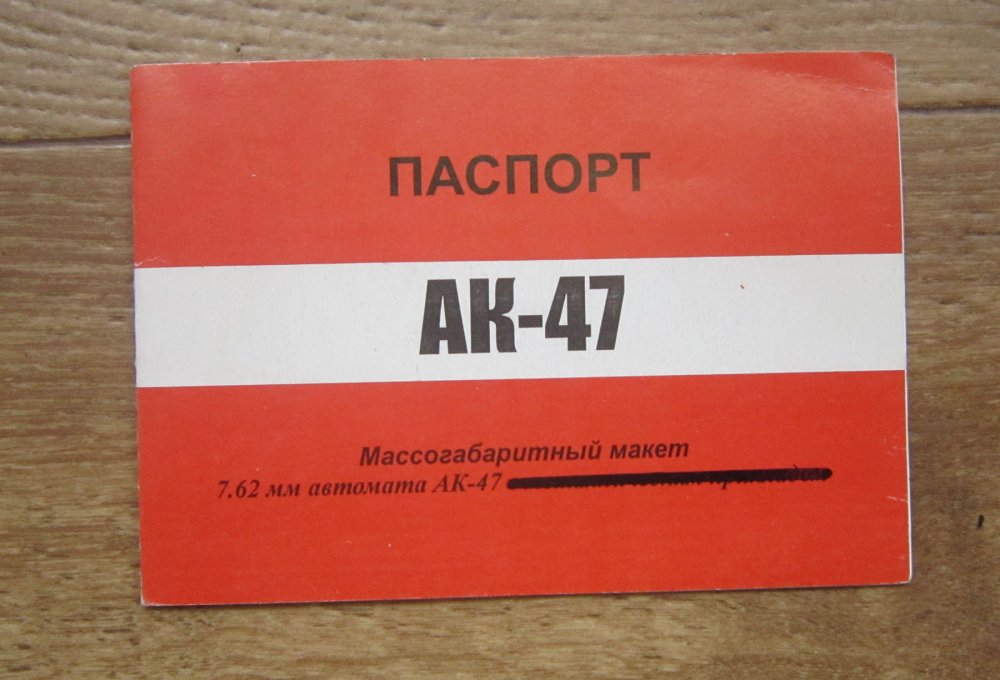 ПАСПОРТ
АК-47
Массогабаритный макет
7.62 мм автомата АК-47